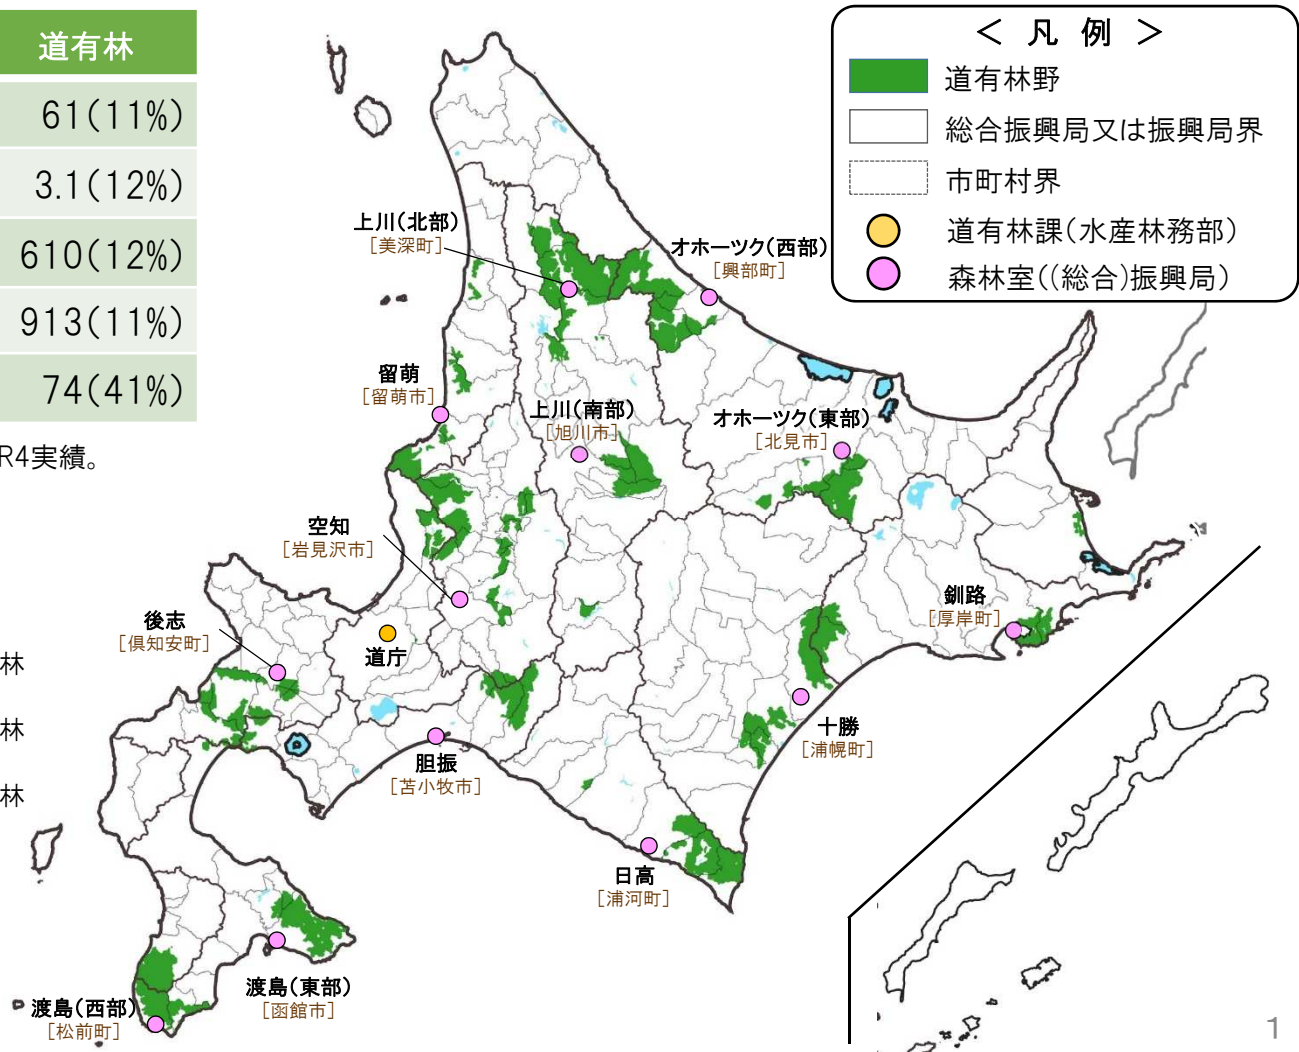 道有林
61(11%)
3.1(12%)
610(12%)
913(11%)
74(41%)
R4実績。
林
林
林
＜ 凡 例 ＞
道有林野
総合振興局又は振興局界
市町村界
道有林課(水産林務部)
森林室((総合)振興局)
上川(北部)
[美深町]
オホーツク(西部)
[興部町]
留萌
[留萌市]
上川(南部)
[旭川市]
オホーツク(東部)
[北見市]
空知
[岩見沢市]
釧路
[厚岸町]
後志
[倶知安町]
道庁
十勝
[浦幌町]
胆振
[苫小牧市]
日高
[浦河町]
渡島(東部)
[函館市]
渡島(西部)
[松前町]
1